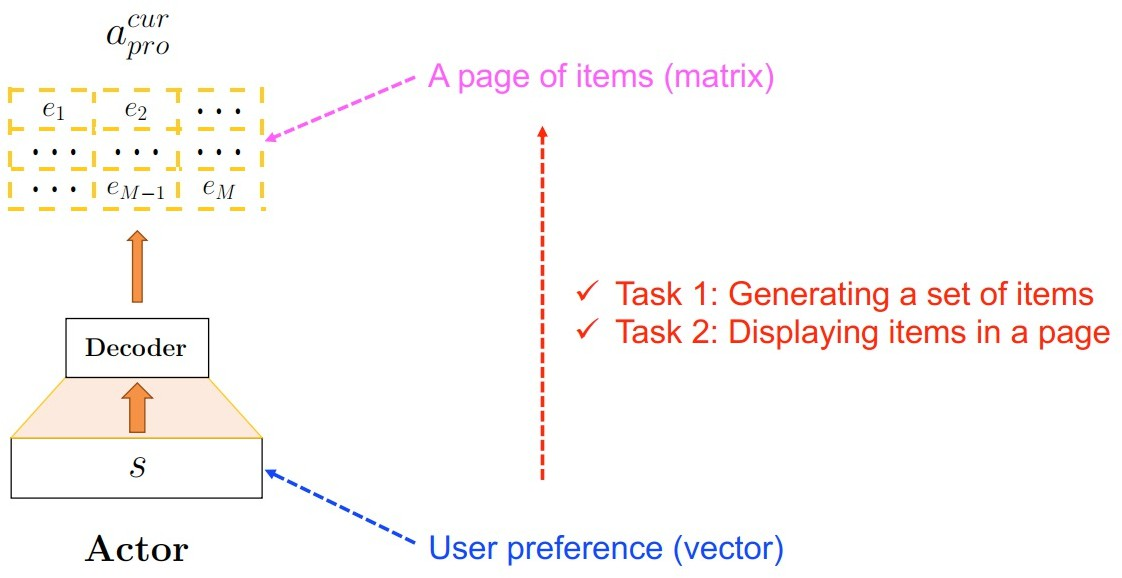 a_{pro}^{cur}
e_1 e_2 ...
... ... ...
... e_{M-1} e_M
Decoder
s
Actor
A page of items (matrix)
✓ Task 1: Generating a set of items
✓ Task 2: Displaying items in a page
User preference (vector)